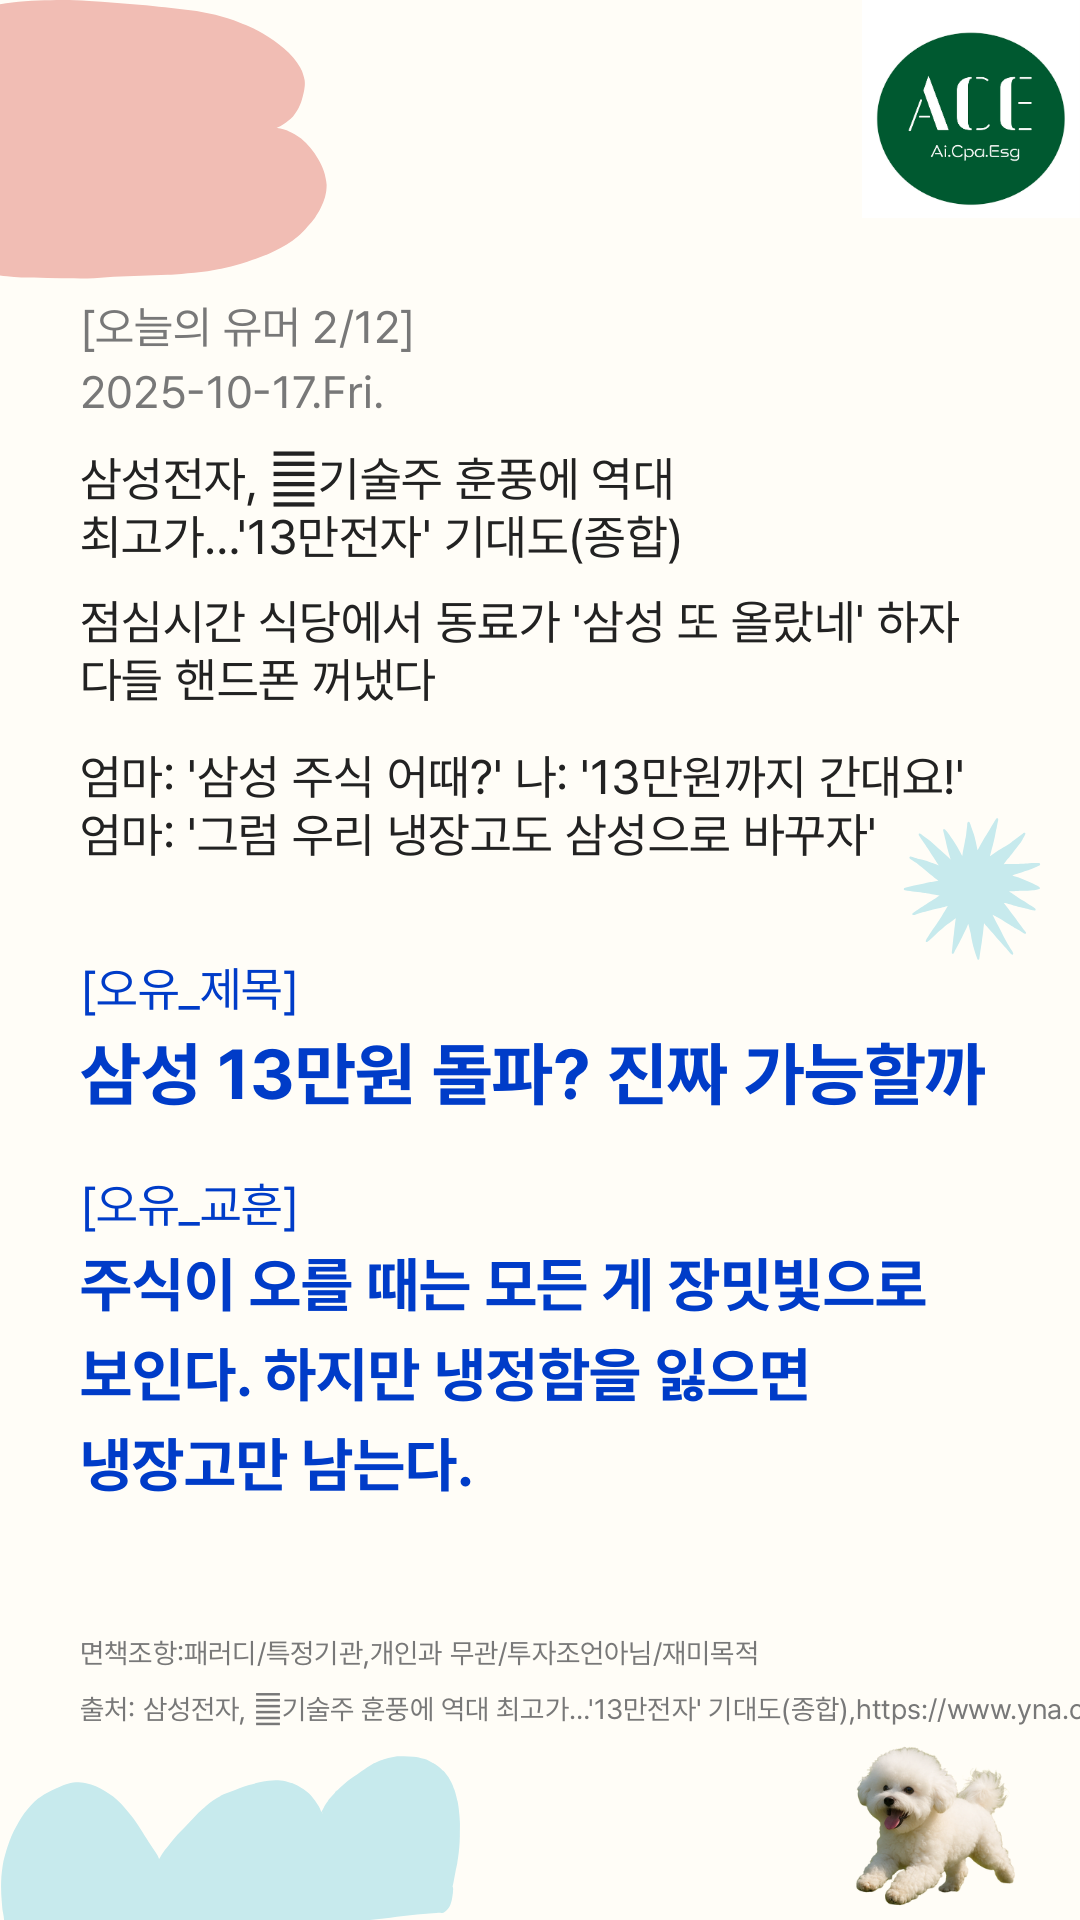 ACE
Ai.Cpa.Esg
[오늘의 유머 2/12]
2025-10-17.Fri.
삼성전자, 기술주 훈풍에 역대
최고가…'13만전자' 기대도(종합)
점심시간 식당에서 동료가 '삼성 또 올랐네' 하자
다들 핸드폰 꺼냈다
엄마: '삼성 주식 어때?' 나: '13만원까지 간대요!'
엄마: '그럼 우리 냉장고도 삼성으로 바꾸자'
[오유_제목]
삼성 13만원 돌파? 진짜 가능할까
[오유_교훈]
주식이 오를 때는 모든 게 장밋빛으로
보인다. 하지만 냉정함을 잃으면
냉장고만 남는다.
면책조항:패러디/특정기관,개인과 무관/투자조언아님/재미목적
출처: 삼성전자, 기술주 훈풍에 역대 최고가…'13만전자' 기대도(종합),https://www.yna.c